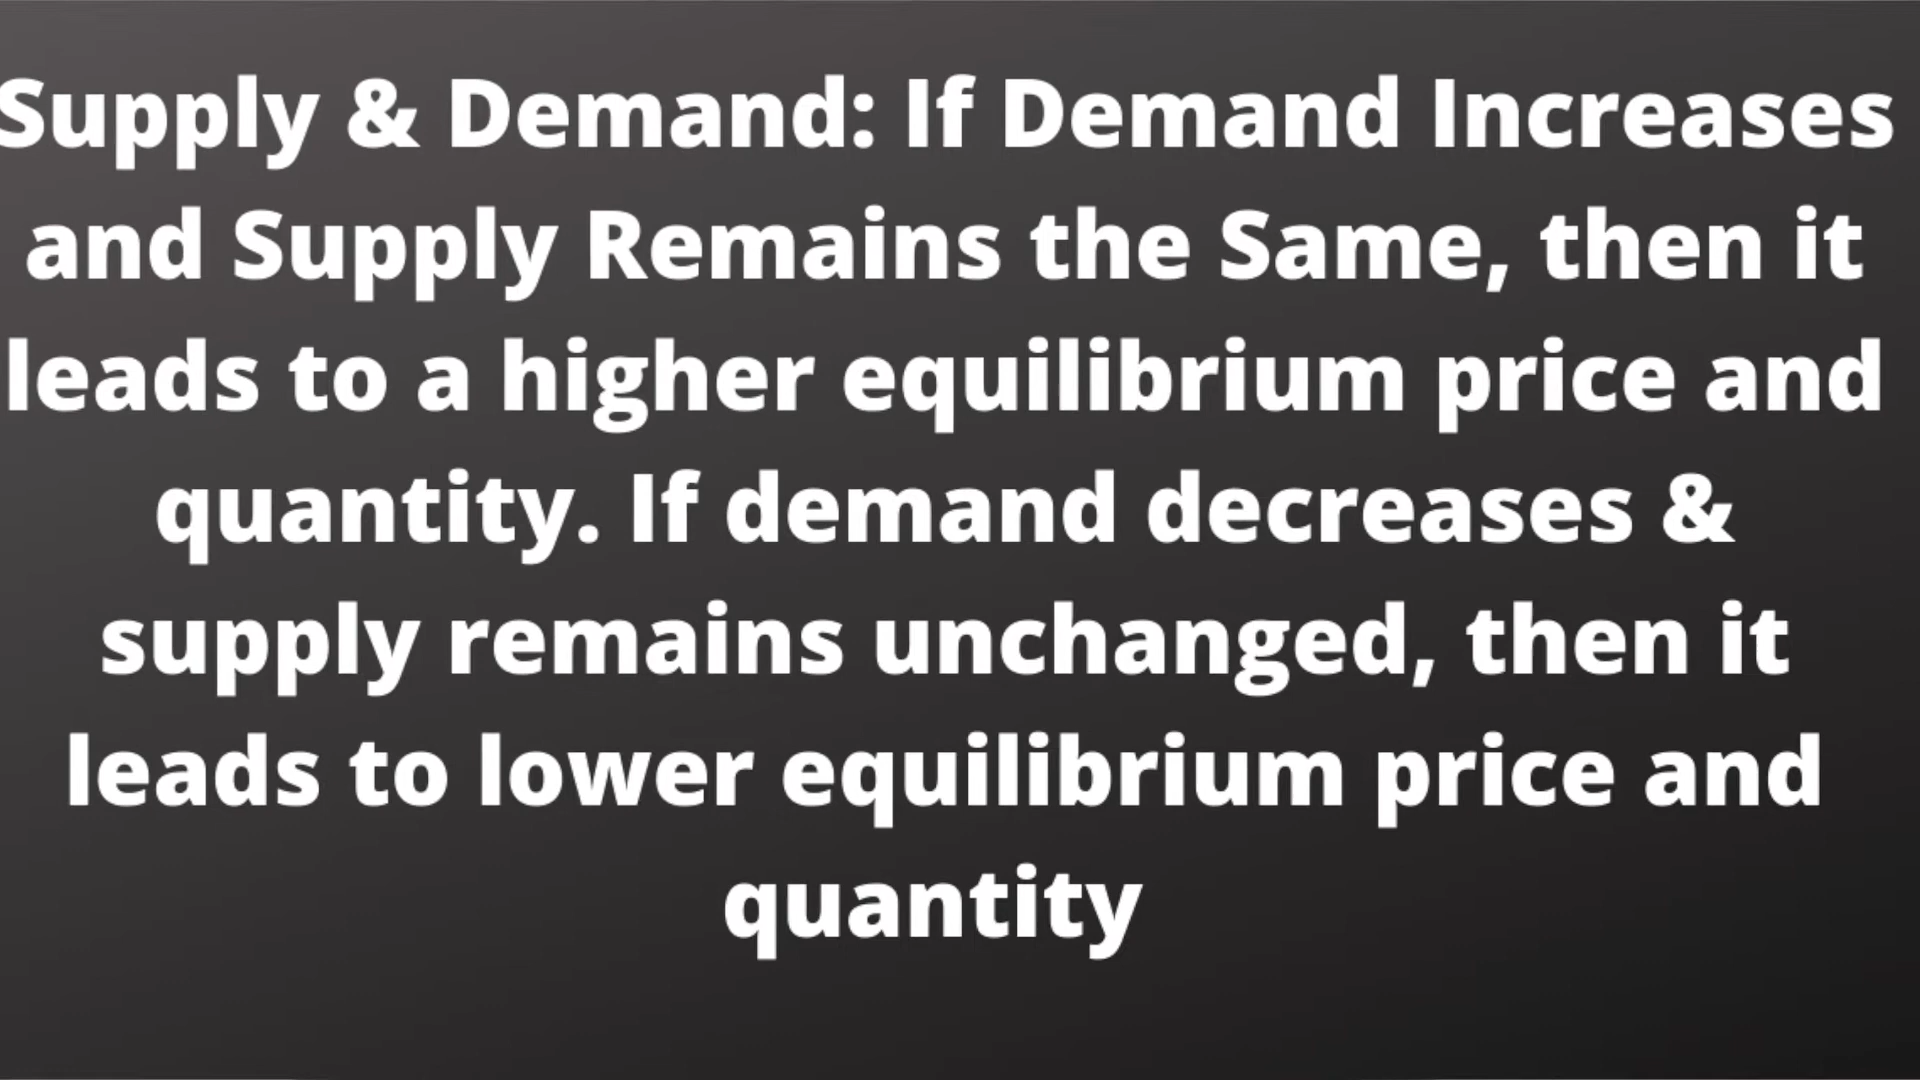 Supply & Demand: If Demand Increases
and Supply Remains the Same, then it
leads to a higher equilibrium price and
quantity. If demand decreases &
supply remains unchanged, then it
leads to lower equilibrium price and
quantity